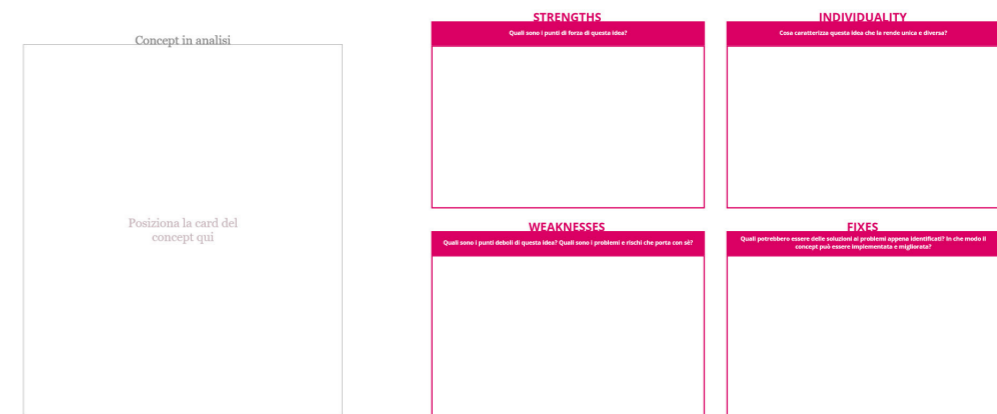 Concept in analisi
Posiziona la card del
concept qui
STRENGTHS
Quali sono i punti di forza di questa idea?
INDIVIDUALITY
Cosa caratterizza questa idea che la rende unica e diversa?
WEAKNESSES
Quali sono i punti deboli di questa idea? Quali sono i problemi e rischi che porta con sé?
FIXES
Quali potrebbero essere delle soluzioni ai problemi appena identificati? In che modo il
concept può essere implementata e migliorata?